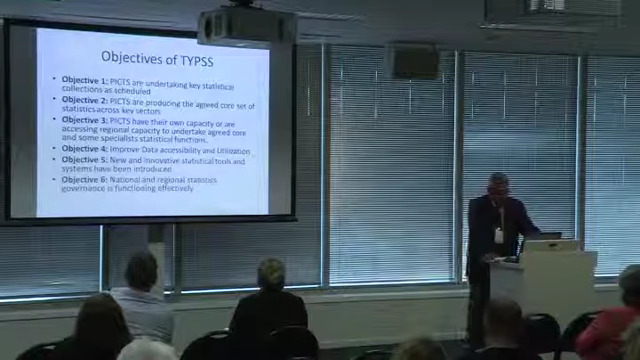 Objectives of TYPSS
• Objective 1: PICTS are undertaking key statistical
collections as scheduled
• Objective 2: PICTS are producing the agreed core set of
statistics across key sectors
• Objective 3: PICTS have their own capacity or are
accessing regional capacity to undertake agreed core
and some specialists statistical functions.
• Objective 4: Improve Data accessibility and Utilization
• Objective 5: New and innovative statistical tools and
systems have been introduced
• Objective 6: National and regional statistics
governance is functioning effectively